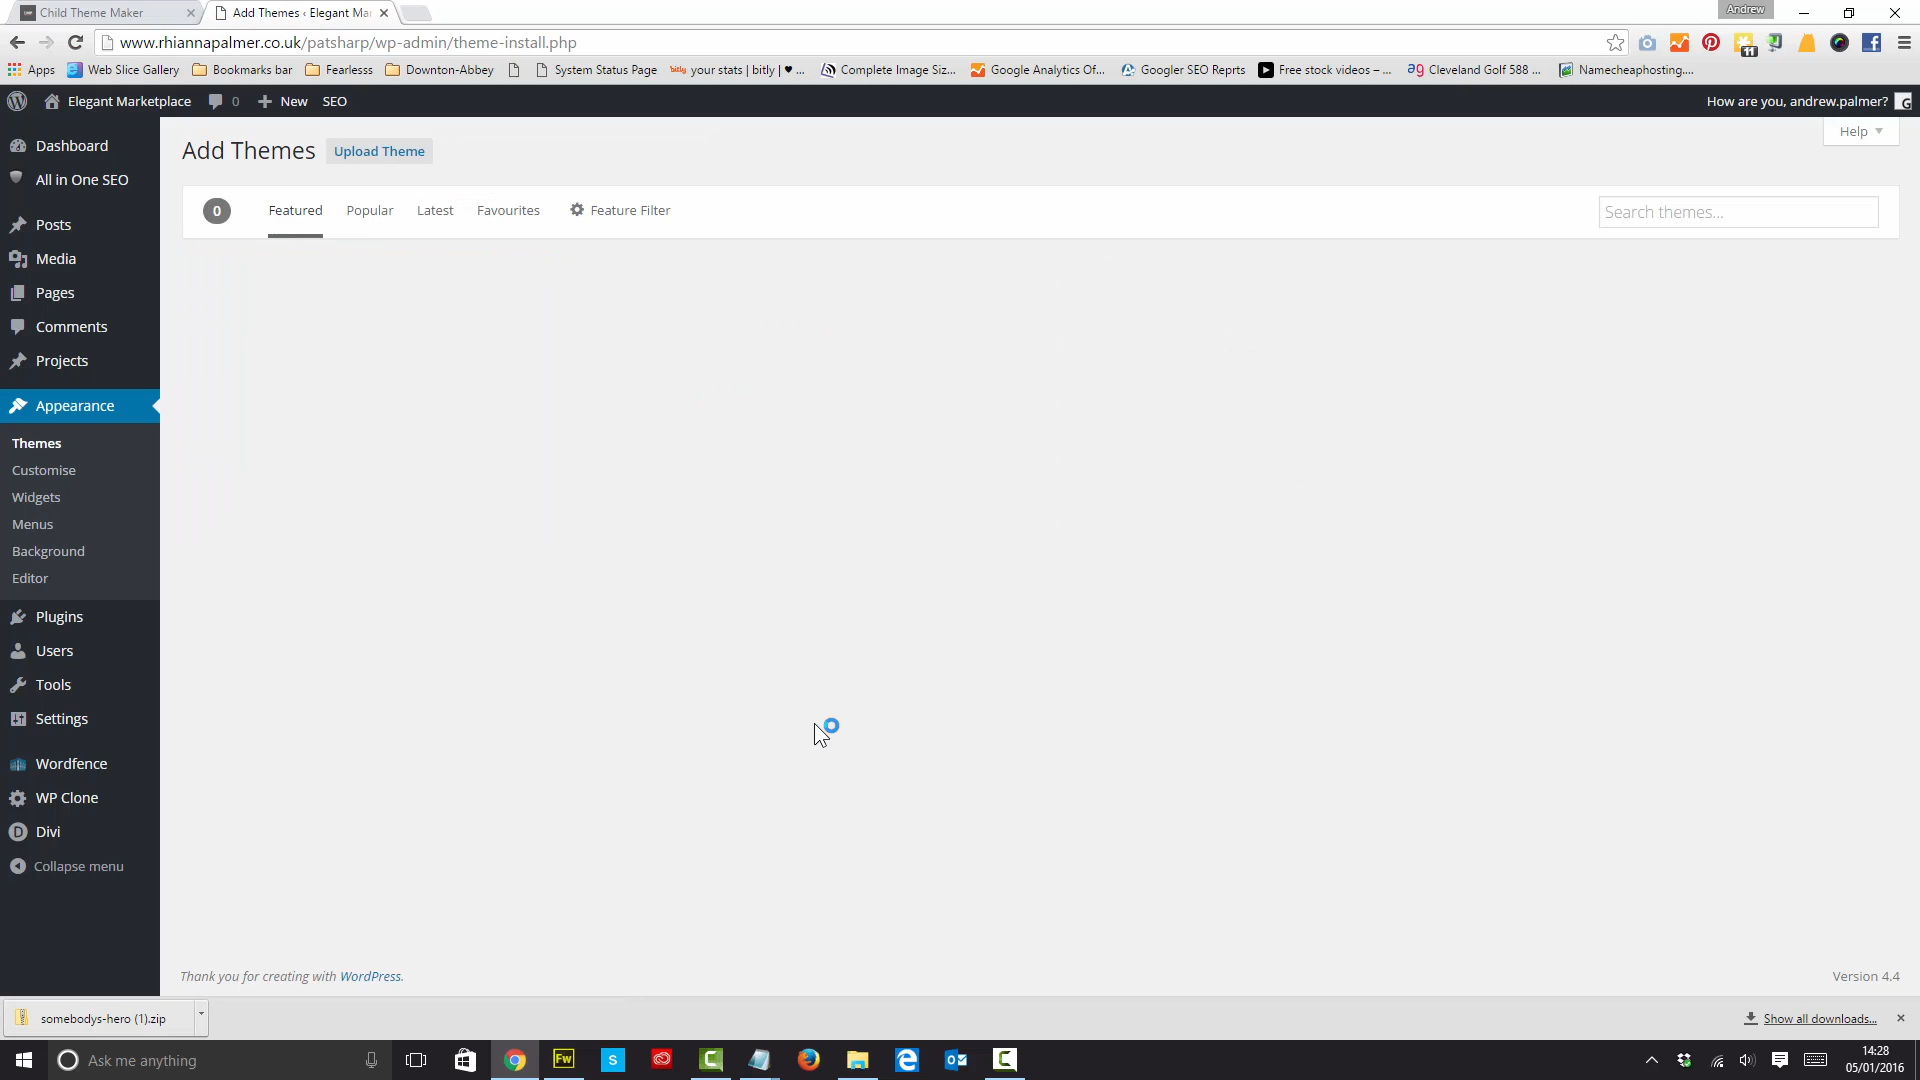 Child Theme Maker
Add Themes ‹ Elegant Mar
Andrew
www.rhiannapalmer.co.uk/patsharp/wp-admin/theme-install.php
11
Apps
Web Slice Gallery
Bookmarks bar
Fearlesss
Downton-Abbey
System Status Page
bitly
your stats | bitly | ♥ ...
Complete Image Siz...
Google Analytics Of...
Googler SEO Reprts
Free stock videos – ...
Cleveland Golf 588 ...
Namecheaphosting....
Elegant Marketplace
0
New
SEO
How are you, andrew.palmer?
Dashboard
All in One SEO
Posts
Media
Pages
Comments
Projects
Appearance
Themes
Customise
Widgets
Menus
Background
Editor
Plugins
Users
Tools
Settings
Wordfence
WP Clone
Divi
Collapse menu
Add Themes
Upload Theme
Help
0
Featured
Popular
Latest
Favourites
Feature Filter
Search themes...
Thank you for creating with WordPress.
Version 4.4
somebodys-hero (1).zip
Show all downloads...
Ask me anything
Fw
14:28
05/01/2016